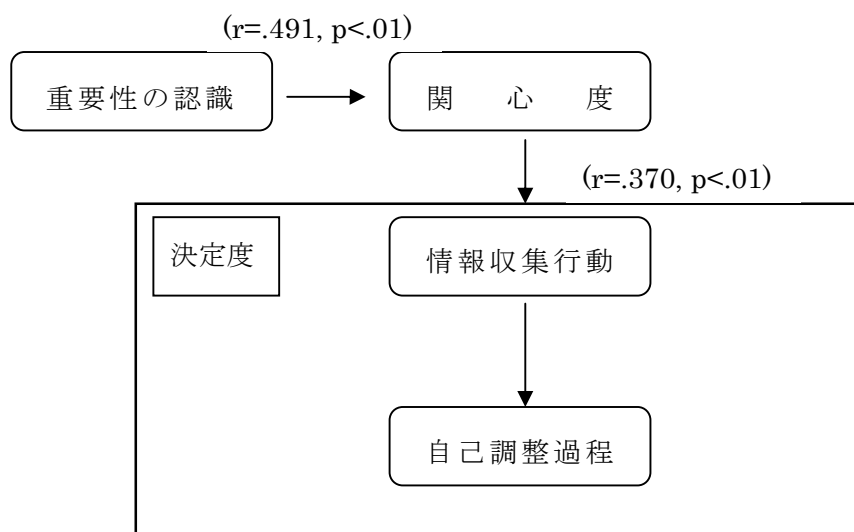 (r=.491, p<.01)
重要性の認識
関心度
(r=.370, p<.01)
決定度
情報収集行動
自己調整過程